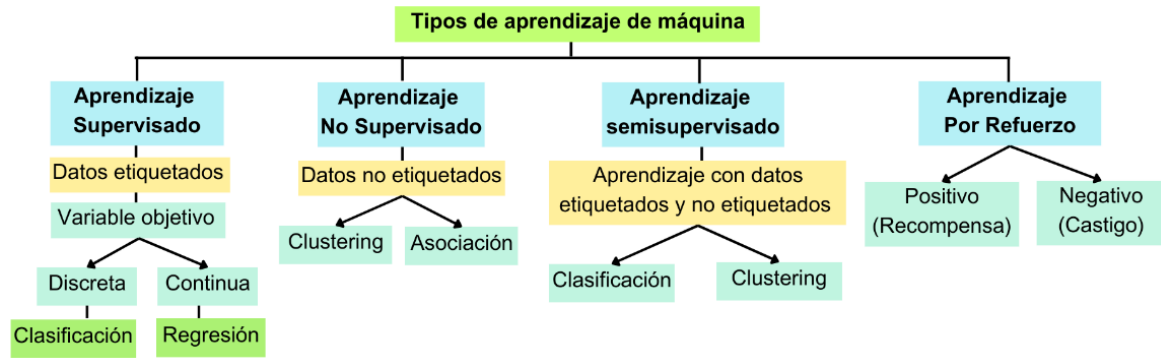 Tipos de aprendizaje de máquina
Aprendizaje
Supervisado
Datos etiquetados
Variable objetivo
Discreta
Continua
Clasificación
Regresión
Aprendizaje
No Supervisado
Datos no etiquetados
Clustering
Asociación
Aprendizaje
semisupervisado
Aprendizaje con datos
etiquetados y no etiquetados
Clasificación
Clustering
Aprendizaje
Por Refuerzo
Positivo
(Recompensa)
Negativo
(Castigo)